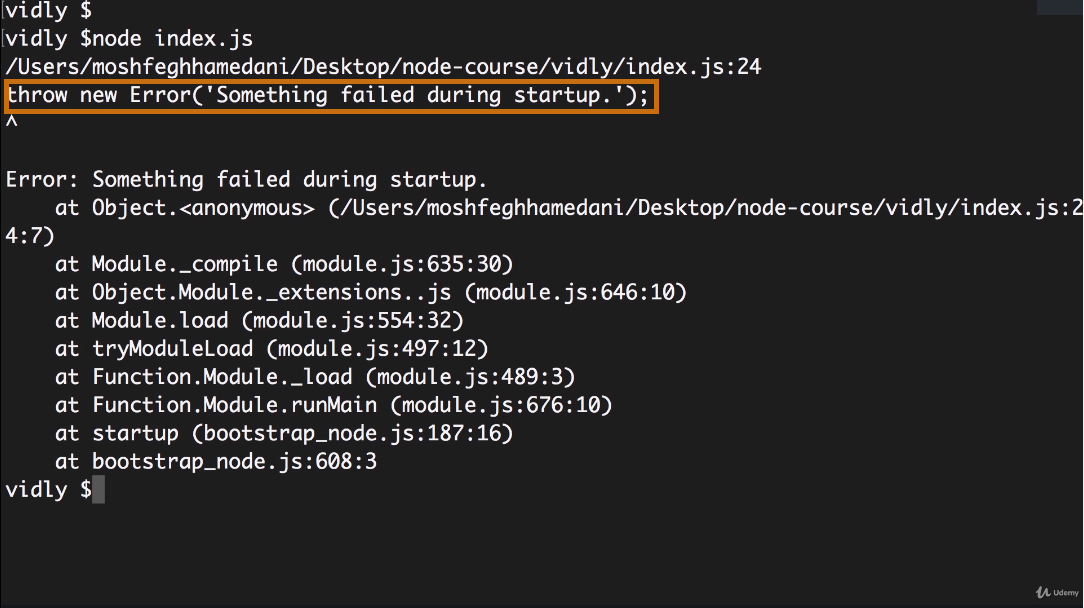 vidly $
vidly $node index.js
/Users/moshfeghhamedani/Desktop/node-course/vidly/index.js:24
throw new Error('Something failed during startup.');
^
Error: Something failed during startup.
    at Object.<anonymous> (/Users/moshfeghhamedani/Desktop/node-course/vidly/index.js:2
4:7)
    at Module._compile (module.js:635:30)
    at Object.Module._extensions..js (module.js:646:10)
    at Module.load (module.js:554:32)
    at tryModuleLoad (module.js:497:12)
    at Function.Module._load (module.js:489:3)
    at Function.Module.runMain (module.js:676:10)
    at startup (bootstrap_node.js:187:16)
    at bootstrap_node.js:608:3
vidly $
Udemy